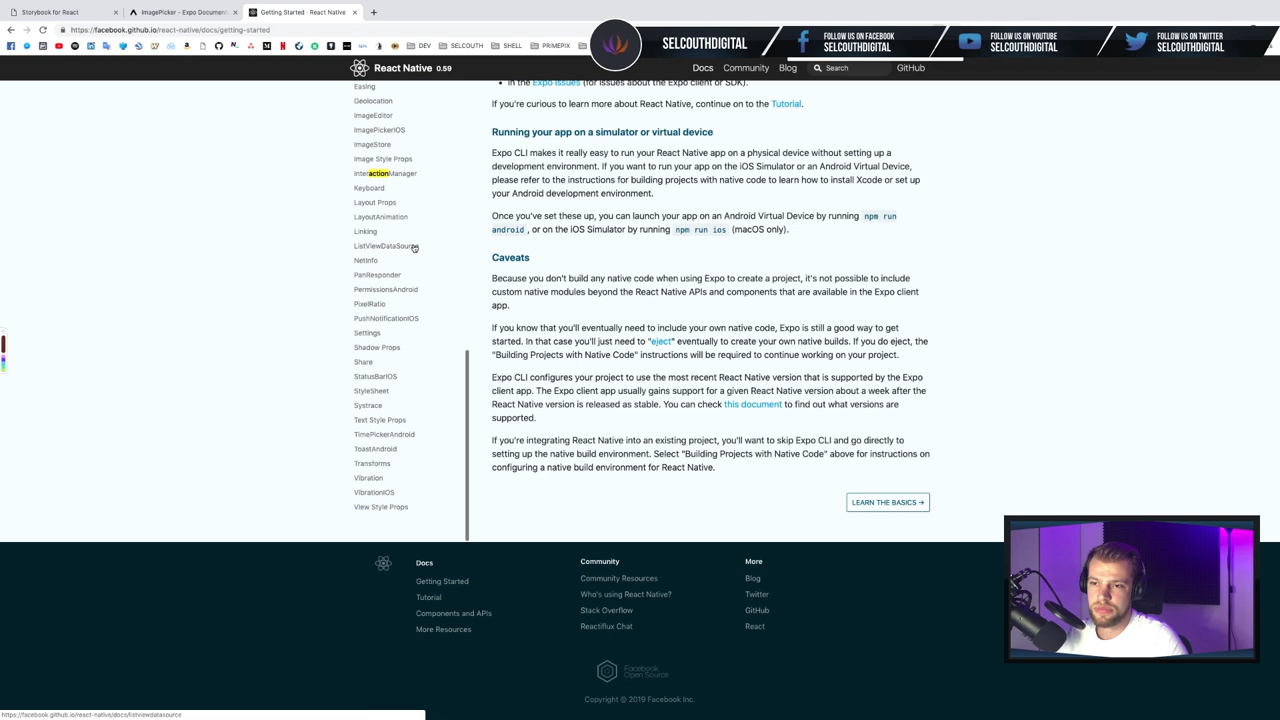 Storybook for React
ImagePicker - Expo Document
Getting Started · React Native
https://facebook.github.io/react-native/docs/getting-started
DEV
SELCOUTH
SHELL
PRIMEPIX
SELCOUTHDIGITAL
FOLLOW US ON FACEBOOK
SELCOUTHDIGITAL
FOLLOW US ON YOUTUBE
SELCOUTHDIGITAL
FOLLOW US ON TWITTER
SELCOUTHDIGITAL
React Native 0.59
Docs
Community
Blog
Search
GitHub
Easing
Geolocation
ImageEditor
ImagePickerIOS
ImageStore
Image Style Props
InteractionManager
Keyboard
Layout Props
LayoutAnimation
Linking
ListViewDataSource
NetInfo
PanResponder
PermissionsAndroid
PixelRatio
PushNotificationIOS
Settings
Shadow Props
Share
StatusBarIOS
StyleSheet
Systrace
Text Style Props
TimePickerAndroid
ToastAndroid
Transforms
Vibration
VibrationIOS
View Style Props
in the Expo issues (for issues about the Expo client or SDK).
If you're curious to learn more about React Native, continue on to the Tutorial.
Running your app on a simulator or virtual device
Expo CLI makes it really easy to run your React Native app on a physical device without setting up a
development environment. If you want to run your app on the iOS Simulator or an Android Virtual Device,
please refer to the instructions for building projects with native code to learn how to install Xcode or set up
your Android development environment.
Once you've set these up, you can launch your app on an Android Virtual Device by running npm run
android , or on the iOS Simulator by running npm run ios (macOS only).
Caveats
Because you don't build any native code when using Expo to create a project, it's not possible to include
custom native modules beyond the React Native APIs and components that are available in the Expo client
app.
If you know that you'll eventually need to include your own native code, Expo is still a good way to get
started. In that case you'll just need to "eject" eventually to create your own native builds. If you do eject, the
"Building Projects with Native Code" instructions will be required to continue working on your project.
Expo CLI configures your project to use the most recent React Native version that is supported by the Expo
client app. The Expo client app usually gains support for a given React Native version about a week after the
React Native version is released as stable. You can check this document to find out what versions are
supported.
If you're integrating React Native into an existing project, you'll want to skip Expo CLI and go directly to
setting up the native build environment. Select "Building Projects with Native Code" above for instructions on
configuring a native build environment for React Native.
LEARN THE BASICS →
Docs
Getting Started
Tutorial
Components and APIs
More Resources
Community
Community Resources
Who's using React Native?
Stack Overflow
Reactiflux Chat
More
Blog
Twitter
GitHub
React
Facebook
Open Source
Copyright © 2019 Facebook Inc.
https://facebook.github.io/react-native/docs/listviewdatasource